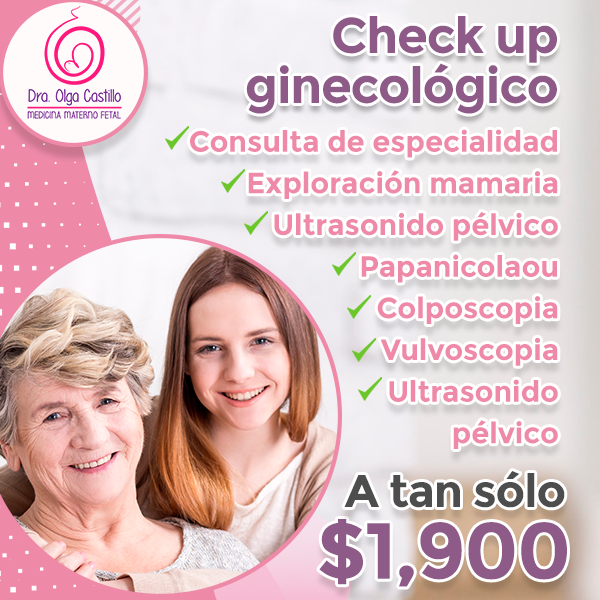 Dra. Olga Castillo
MEDICINA MATERNO FETAL
Check up
ginecológico
Consulta de especialidad
Exploración mamaria
Ultrasonido pélvico
Papanicolaou
Colposcopia
Vulvoscopia
Ultrasonido
pélvico
A tan sólo
$1,900